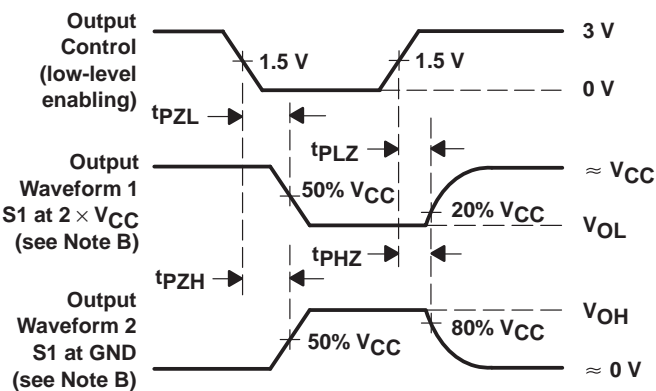 Output
Control
(low-level
enabling)
1.5 V
1.5 V
3 V
0 V
tPZL
tPLZ
Output
Waveform 1
S1 at 2 × VCC
(see Note B)
50% VCC
20% VCC
≈ VCC
VOL
tPZH
tPHZ
Output
Waveform 2
S1 at GND
(see Note B)
50% VCC
80% VCC
VOH
≈ 0 V